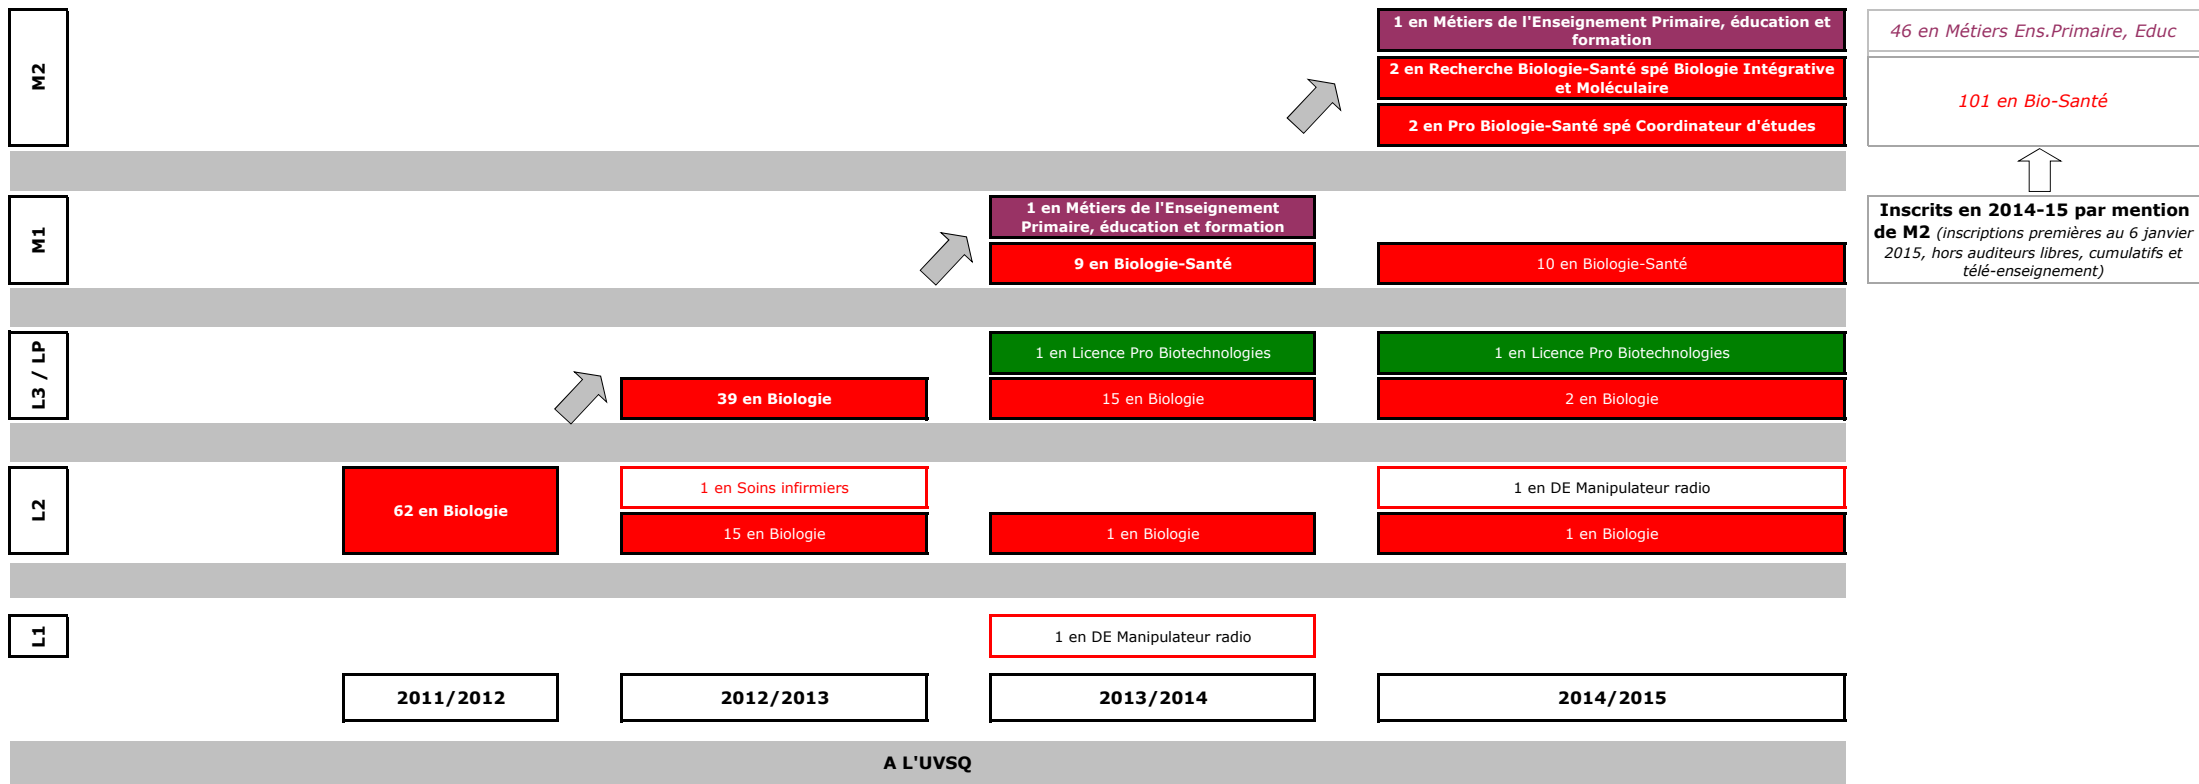 M2
1 en Métiers de l'Enseignement Primaire, éducation et
formation
2 en Recherche Biologie-Santé spé Biologie Intégrative
et Moléculaire
2 en Pro Biologie-Santé spé Coordinateur d'études
46 en Métiers Ens.Primaire, Educ
101 en Bio-Santé
M1
1 en Métiers de l'Enseignement
Primaire, éducation et formation
9 en Biologie-Santé
10 en Biologie-Santé
Inscrits en 2014-15 par mention
de M2 (inscriptions premières au 6 janvier
2015, hors auditeurs libres, cumulatifs et
télé-enseignement)
L3 / LP
1 en Licence Pro Biotechnologies
1 en Licence Pro Biotechnologies
39 en Biologie
15 en Biologie
2 en Biologie
L2
62 en Biologie
1 en Soins infirmiers
1 en DE Manipulateur radio
15 en Biologie
1 en Biologie
1 en Biologie
L1
1 en DE Manipulateur radio
2011/2012
2012/2013
2013/2014
2014/2015
A L'UVSQ